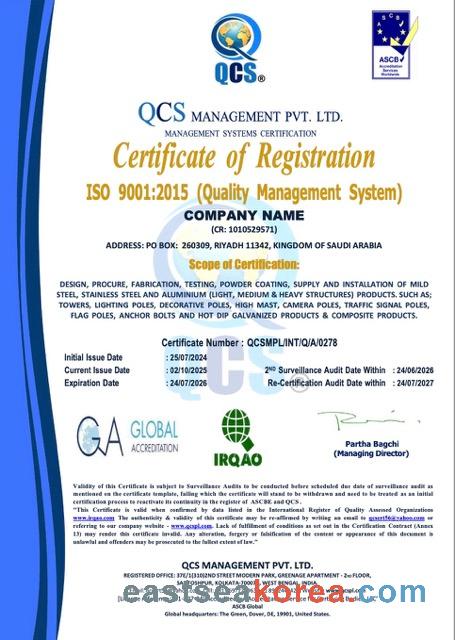 QCS®
ASCB
ASCB®
Accreditation
Services
Worldwide
QCS MANAGEMENT PVT. LTD.
MANAGEMENT SYSTEMS CERTIFICATION
Certificate of Registration
ISO 9001:2015 (Quality Management System)
COMPANY NAME
(CR: 1010529571)
ADDRESS: PO BOX: 260309, RIYADH 11342, KINGDOM OF SAUDI ARABIA
Scope of Certification:
DESIGN, PROCURE, FABRICATION, TESTING, POWDER COATING, SUPPLY AND INSTALLATION OF MILD
STEEL, STAINLESS STEEL AND ALUMINIUM (LIGHT, MEDIUM & HEAVY STRUCTURES) PRODUCTS. SUCH AS;
TOWERS, LIGHTING POLES, DECORATIVE POLES, HIGH MAST, CAMERA POLES, TRAFFIC SIGNAL POLES,
FLAG POLES, ANCHOR BOLTS AND HOT DIP GALVANIZED PRODUCTS & COMPOSITE PRODUCTS.
QCS®
Certificate Number : QCSMPL/INT/Q/A/0278
Initial Issue Date : 25/07/2024
Current Issue Date : 02/10/2025 2ND Surveillance Audit Date Within : 24/06/2026
Expiration Date : 24/07/2026 Re-Certification Audit Date within : 24/07/2027
GA GLOBAL
ACCREDITATION
IRQAO
Partha Bagchi
(Managing Director)
Validity of this Certificate is subject to Surveillance Audits to be conducted before scheduled due date of surveillance audit as
mentioned on the certificate template, failing which the certificate will stand to be withdrawn and need to be treated as an initial
certification process to reactivate its continuity in the register of ASCBE and QCS .
"This Certificate is valid when confirmed by data listed in the International Register of Quality Assessed Organizations
www.irqao.com The authenticity & validity of this certificate may be re-affirmed by writing an email to qcscert56@yahoo.com or
referring to our company website - www.qcspl.com. Lack of fulfilment of conditions as set out in the Certification Contract (Annex
13) may render this certificate invalid. Any alteration, forgery or falsification of the content or appearance of this document is
unlawful and offenders may be prosecuted to the fullest extent of law."
QCS MANAGEMENT PVT. LTD.
REGISTERED OFFICE: 37E/1(310)2ND STREET MODERN PARK, GREENAGE APARTMENT - 2ND FLOOR,
SANTOSHPUR, KOLKATA-700075, WEST BENGAL, INDIA.
eastseakorea.com
ASCB Global
Global headquarters: The Green, Dover, DE, 19901, United States.